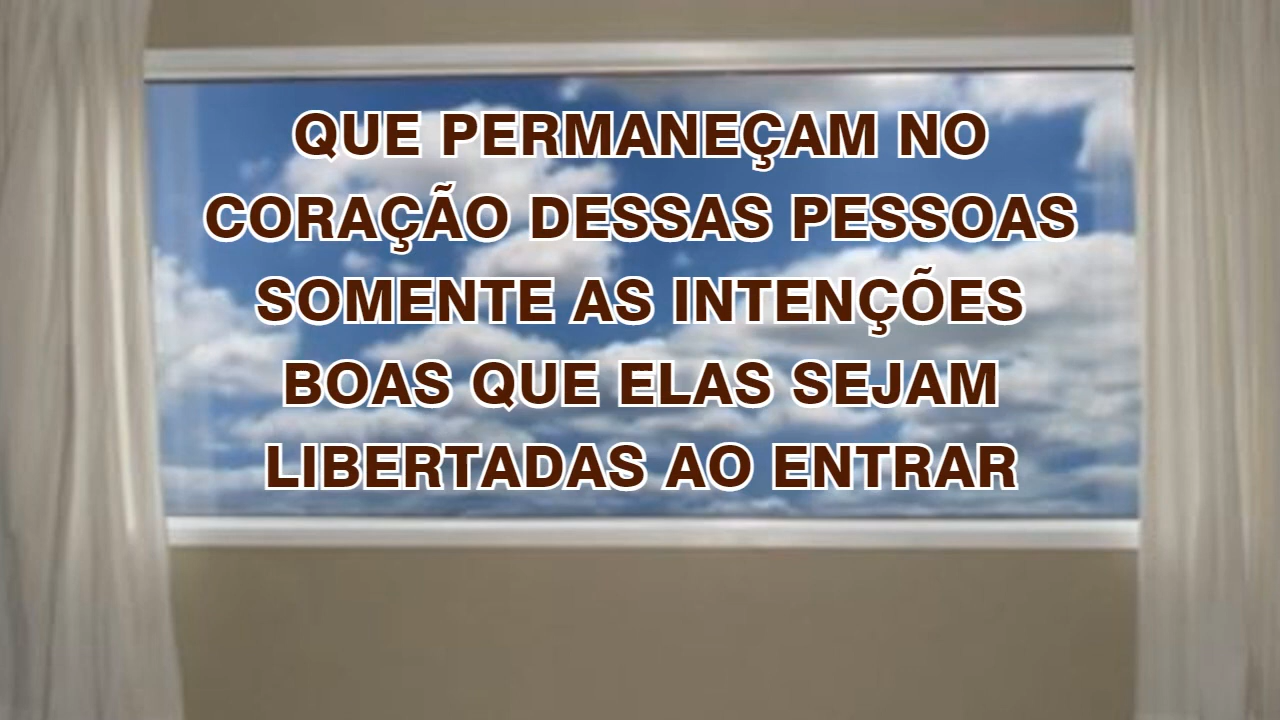 QUE PERMANEÇAM NO
CORAÇÃO DESSAS PESSOAS
SOMENTE AS INTENÇÕES
BOAS QUE ELAS SEJAM
LIBERTADAS AO ENTRAR